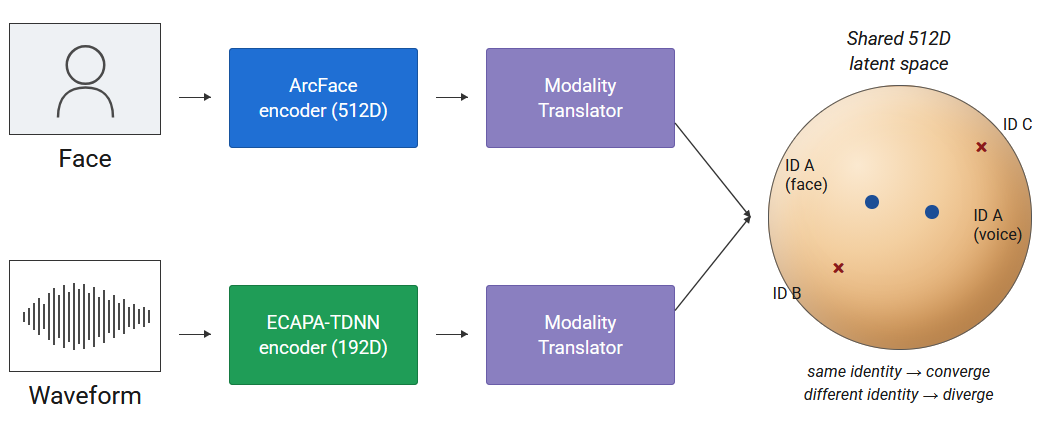 Face
ArcFace
encoder (512D)
Modality
Translator
Waveform
ECAPA-TDNN
encoder (192D)
Modality
Translator
Shared 512D
latent space
ID C
ID A
(face)
ID A
(voice)
ID B
same identity → converge
different identity → diverge